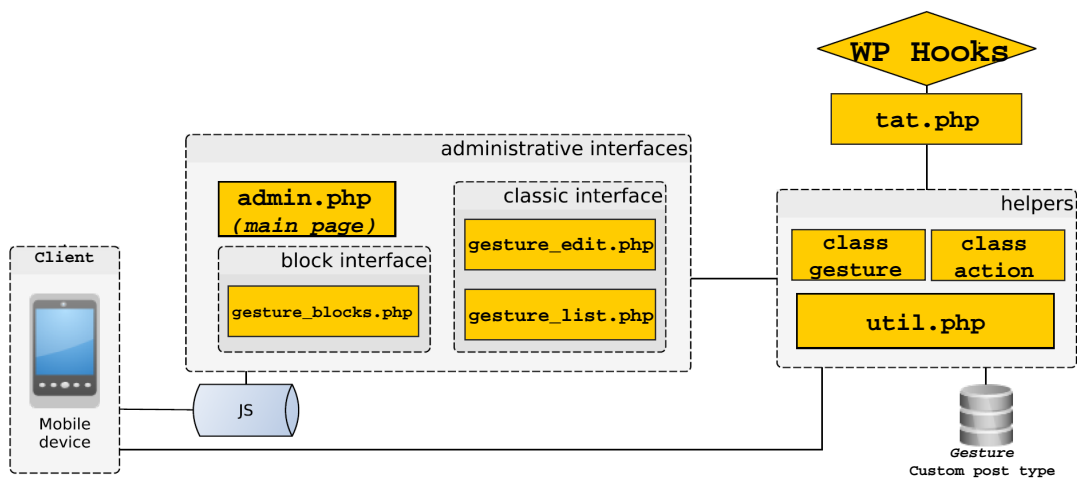 WP Hooks
tat.php
administrative interfaces
admin.php
(main page)
classic interface
gesture_edit.php
gesture_list.php
block interface
gesture_blocks.php
helpers
class
gesture
class
action
util.php
Client
Mobile
device
JS
Gesture
Custom post type